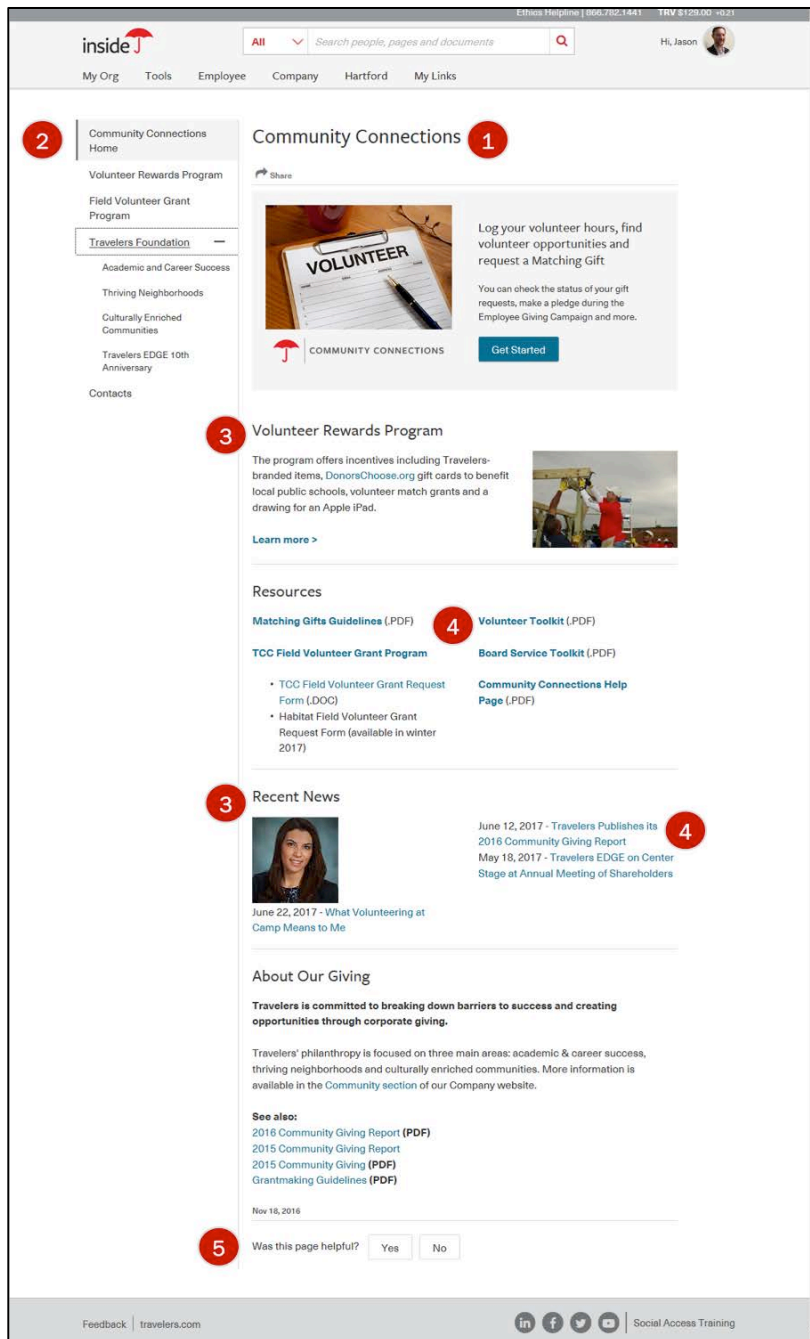 Ethics Helpline | 866.782.1441 TRV $129.00 +0.21
inside
All
Search people, pages and documents
Hi, Jason
My Org Tools Employee Company Hartford My Links
2
Community Connections
Home
Volunteer Rewards Program
Field Volunteer Grant
Program
Travelers Foundation —
Academic and Career Success
Thriving Neighborhoods
Culturally Enriched
Communities
Travelers EDGE 10th
Anniversary
Contacts
Community Connections
1
Share
VOLUNTEER
COMMUNITY CONNECTIONS
Log your volunteer hours, find
volunteer opportunities and
request a Matching Gift
You can check the status of your gift
requests, make a pledge during the
Employee Giving Campaign and more.
Get Started
3
Volunteer Rewards Program
The program offers incentives including Travelers-
branded items, DonorsChoose.org gift cards to benefit
local public schools, volunteer match grants and a
drawing for an Apple iPad.
Learn more >
Resources
Matching Gifts Guidelines (.PDF)
TCC Field Volunteer Grant Program
• TCC Field Volunteer Grant Request
Form (.DOC)
• Habitat Field Volunteer Grant
Request Form (available in winter
2017)
4
Volunteer Toolkit (.PDF)
Board Service Toolkit (.PDF)
Community Connections Help
Page (.PDF)
3
Recent News
June 22, 2017 - What Volunteering at
Camp Means to Me
June 12, 2017 - Travelers Publishes its
2016 Community Giving Report
May 18, 2017 - Travelers EDGE on Center
Stage at Annual Meeting of Shareholders
4
About Our Giving
Travelers is committed to breaking down barriers to success and creating
opportunities through corporate giving.
Travelers' philanthropy is focused on three main areas: academic & career success,
thriving neighborhoods and culturally enriched communities. More information is
available in the Community section of our Company website.
See also:
2016 Community Giving Report (PDF)
2015 Community Giving Report
2015 Community Giving (PDF)
Grantmaking Guidelines (PDF)
Nov 18, 2016
5
Was this page helpful? Yes No
Feedback | travelers.com
in f
Social Access Training